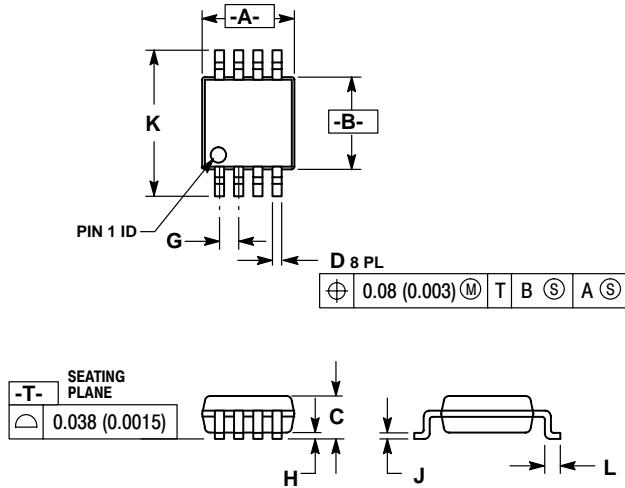 -A-
K
-B-
PIN 1 ID
G
D 8 PL
⌖ 0.08 (0.003) Ⓜ T B Ⓢ A Ⓢ
-T- SEATING PLANE
⌓ 0.038 (0.0015)
C
H
J
L